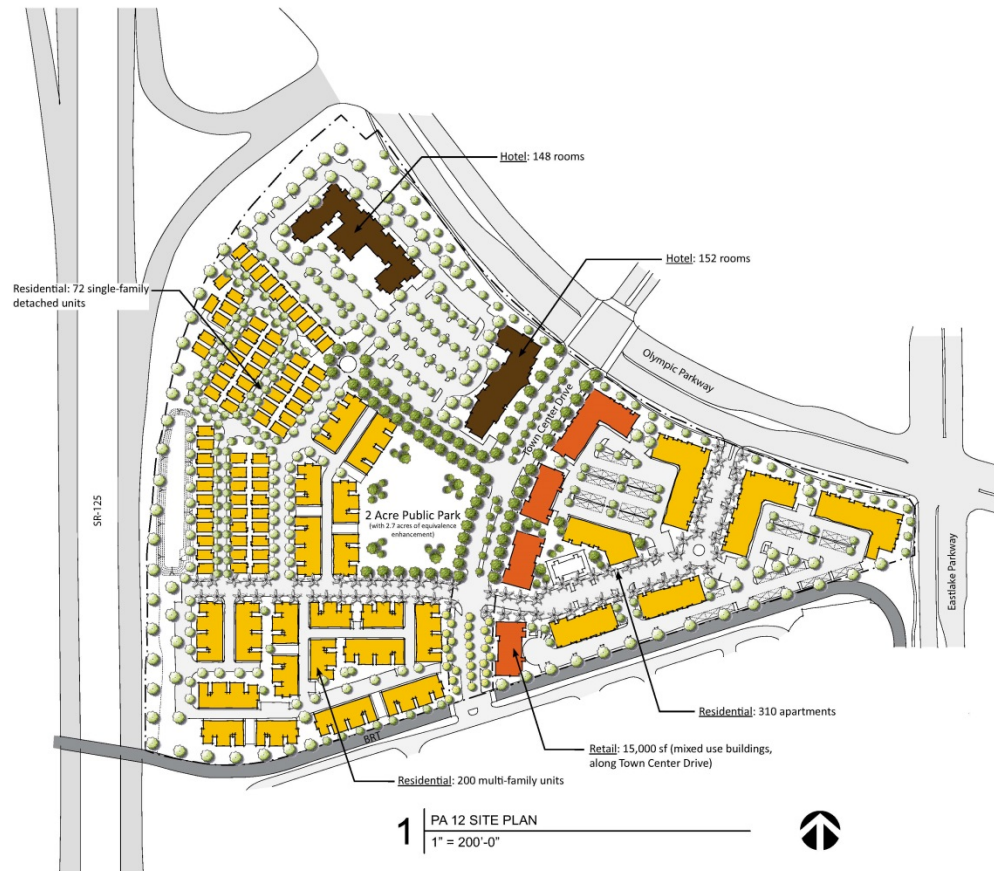 Hotel: 148 rooms
Hotel: 152 rooms
Residential: 72 single-family
detached units
Olympic Parkway
Town Center Drive
SR-125
2 Acre Public Park
(with 2.7 acres of equivalence
enhancement)
Eastlake Parkway
Residential: 310 apartments
BRT
Retail: 15,000 sf (mixed use buildings,
along Town Center Drive)
Residential: 200 multi-family units
1
PA 12 SITE PLAN
1" = 200'-0"